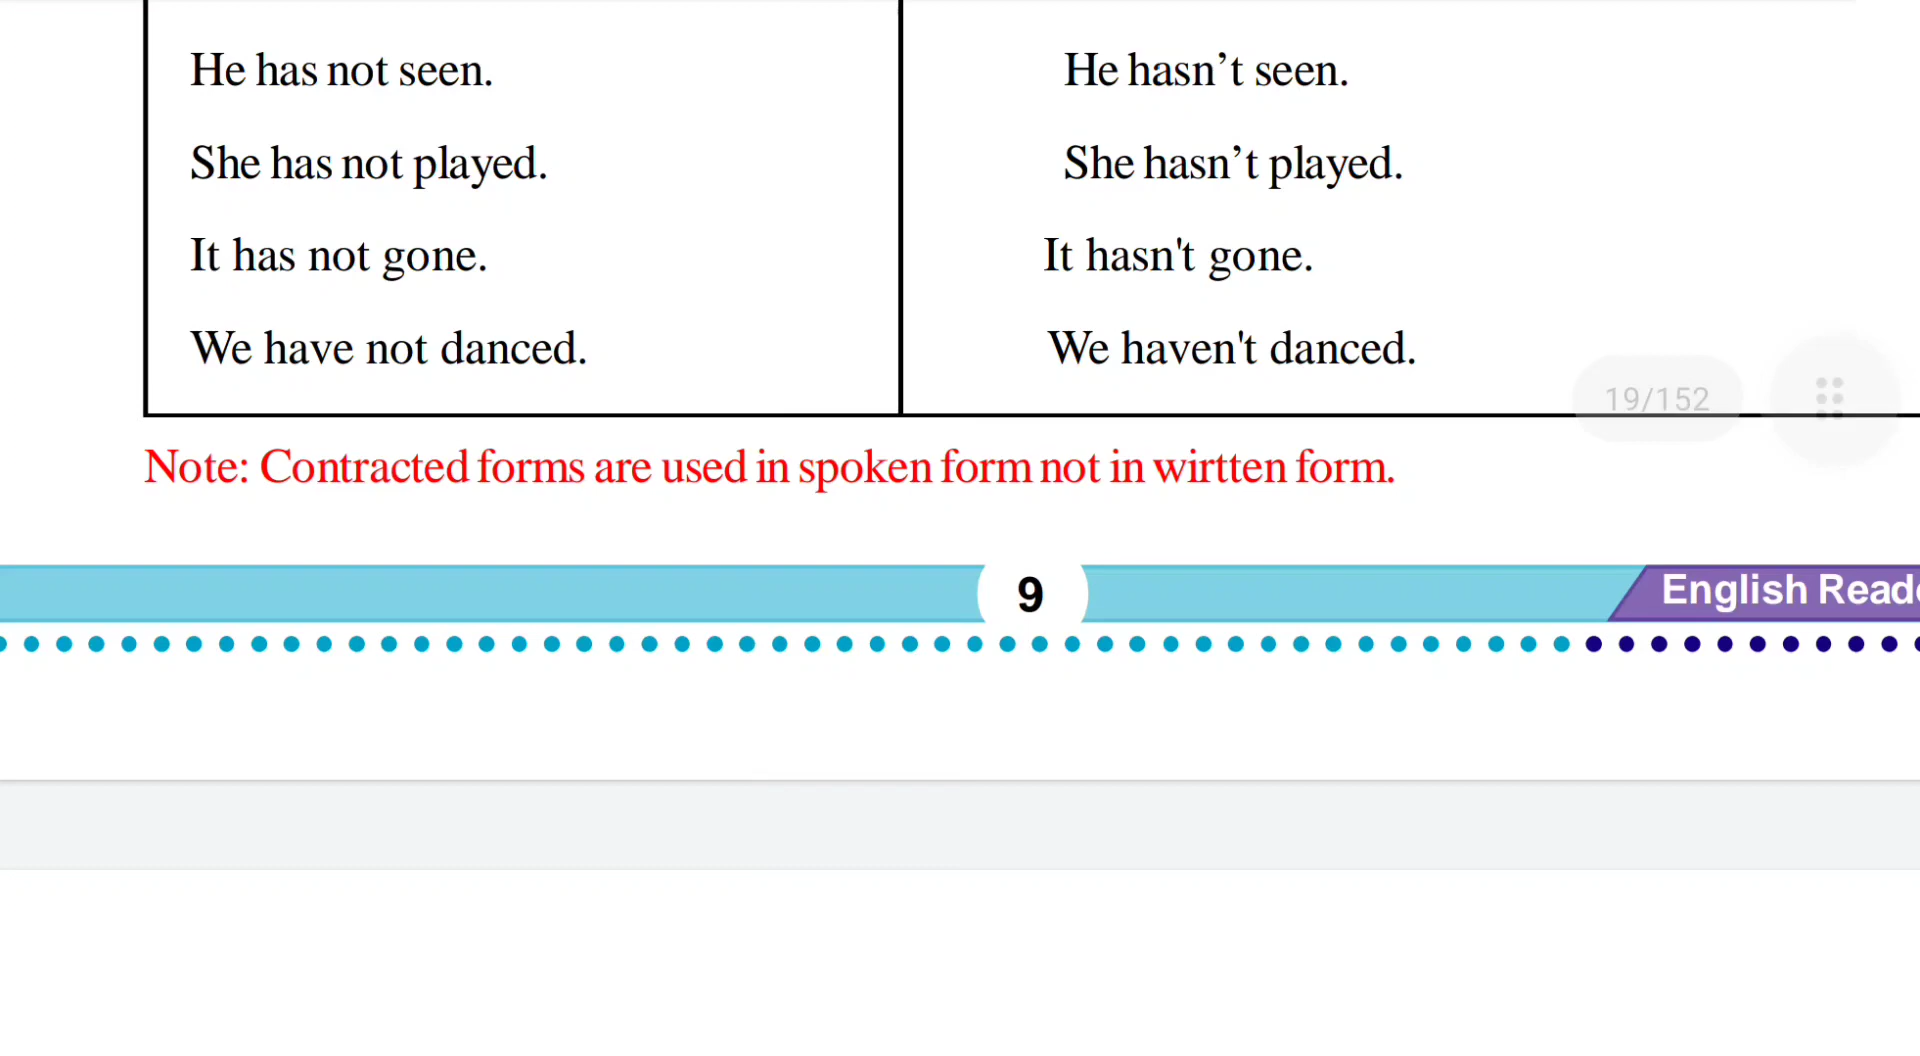 He has not seen. He hasn’t seen.
She has not played. She hasn’t played.
It has not gone. It hasn't gone.
We have not danced. We haven't danced.
19/152
Note: Contracted forms are used in spoken form not in wirtten form.
9
English